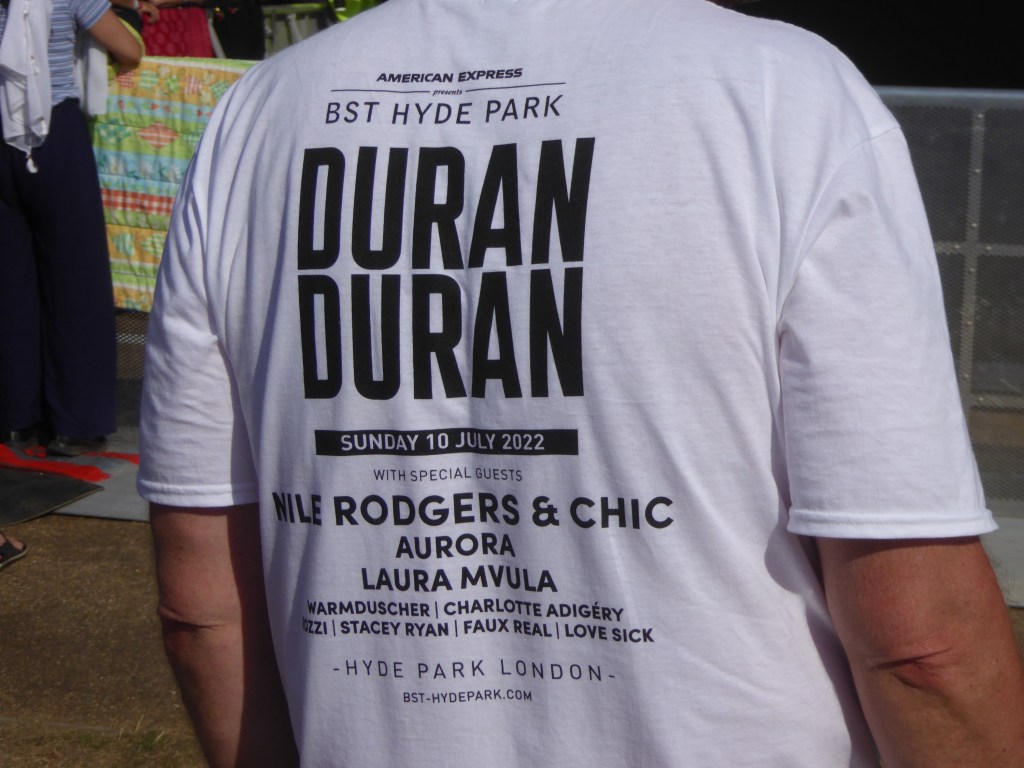 AMERICAN EXPRESS
presents
BST HYDE PARK
DURAN
DURAN
SUNDAY 10 JULY 2022
WITH SPECIAL GUESTS
NILE RODGERS & CHIC
AURORA
LAURA MVULA
WARMDUSCHER | CHARLOTTE ADIGÉRY
| STACEY RYAN | FAUX REAL | LOVE SICK
-HYDE PARK LONDON-
BST-HYDEPARK.COM